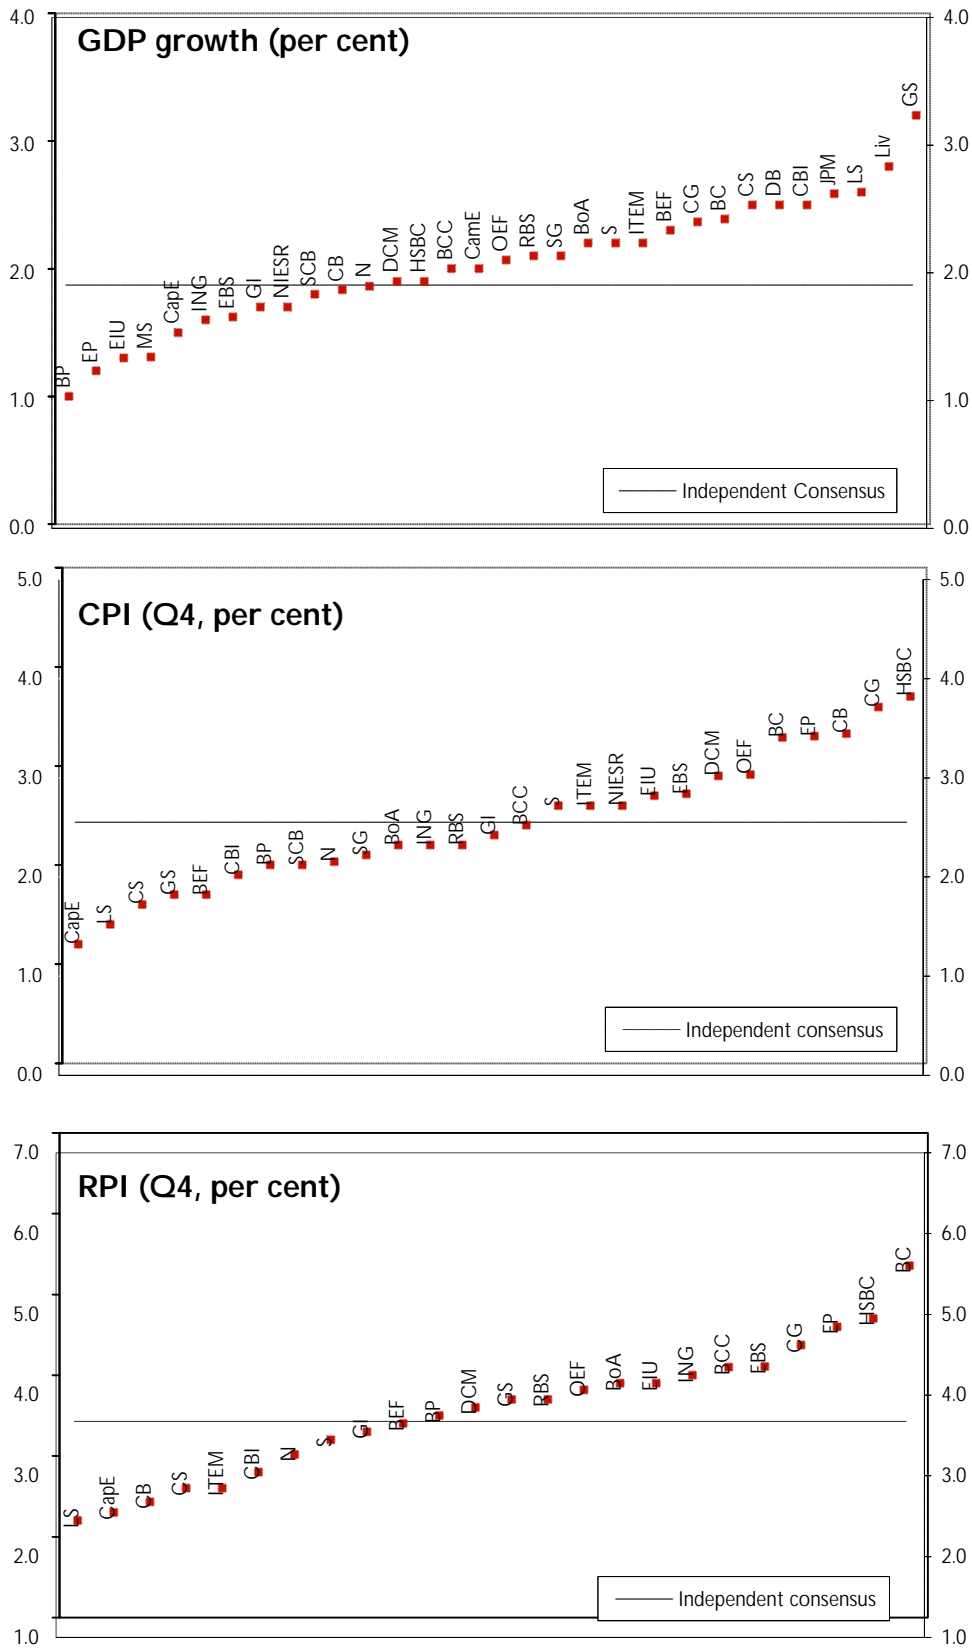 GDP growth (per cent)
4.0
3.0
2.0
1.0
0.0
4.0
3.0
2.0
1.0
0.0
BP
EP
EIU
MS
CapE
ING
EBS
GI
NIESR
SCB
CB
N
DCM
HSBC
BCC
CamE
OEF
RBS
SG
BoA
S
ITEM
BEF
CG
BC
CS
DB
CBI
JPM
LS
Liv
GS
Independent Consensus
CPI (Q4, per cent)
5.0
4.0
3.0
2.0
1.0
0.0
5.0
4.0
3.0
2.0
1.0
0.0
CapE
LS
CS
GS
BEF
CBI
BP
SCB
N
SG
BoA
ING
RBS
GI
BCC
S
ITEM
NIESR
EIU
EBS
DCM
OEF
BC
EP
CB
CG
HSBC
Independent consensus
RPI (Q4, per cent)
7.0
6.0
5.0
4.0
3.0
2.0
1.0
7.0
6.0
5.0
4.0
3.0
2.0
1.0
LS
CapE
CB
CS
ITEM
CBI
N
S
GI
BEF
BP
DCM
GS
RBS
OEF
BoA
EIU
ING
BCC
EBS
CG
EP
HSBC
BC
Independent consensus